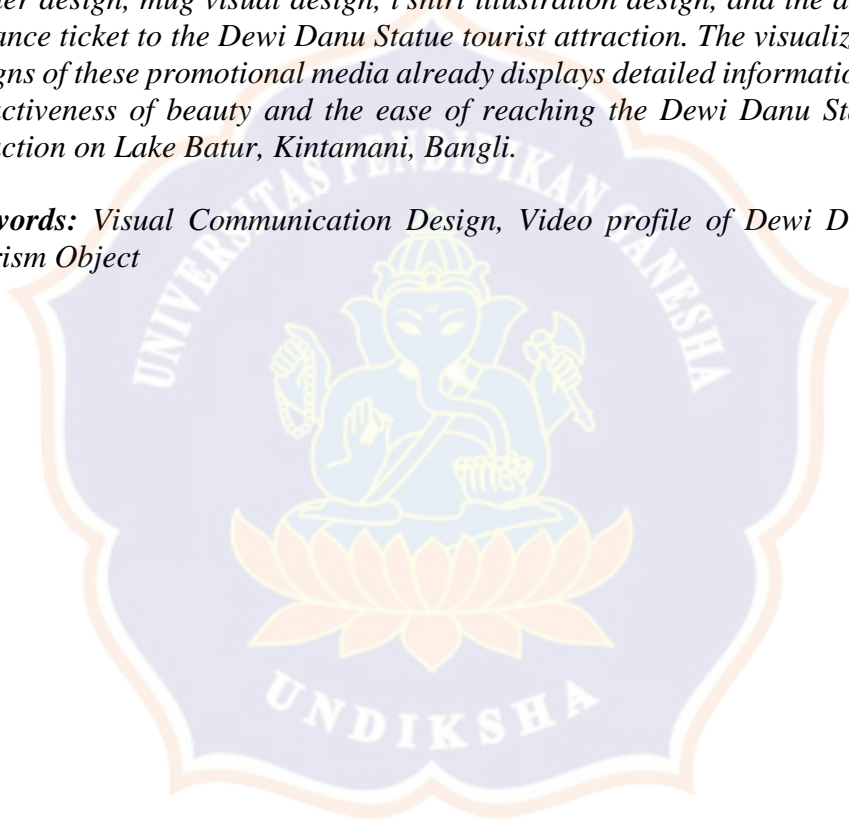 er design, mug visual design, t shirt illustration design, and the
ance ticket to the Dewi Danu Statue tourist attraction. The visualiz
gns of these promotional media already displays detailed informatio
activeness of beauty and the ease of reaching the Dewi Danu St
action on Lake Batur, Kintamani, Bangli.
words: Visual Communication Design, Video profile of Dewi D
rism Object
UNIVERSITAS PENDIDIKAN GANESHA
UNDIKSHA